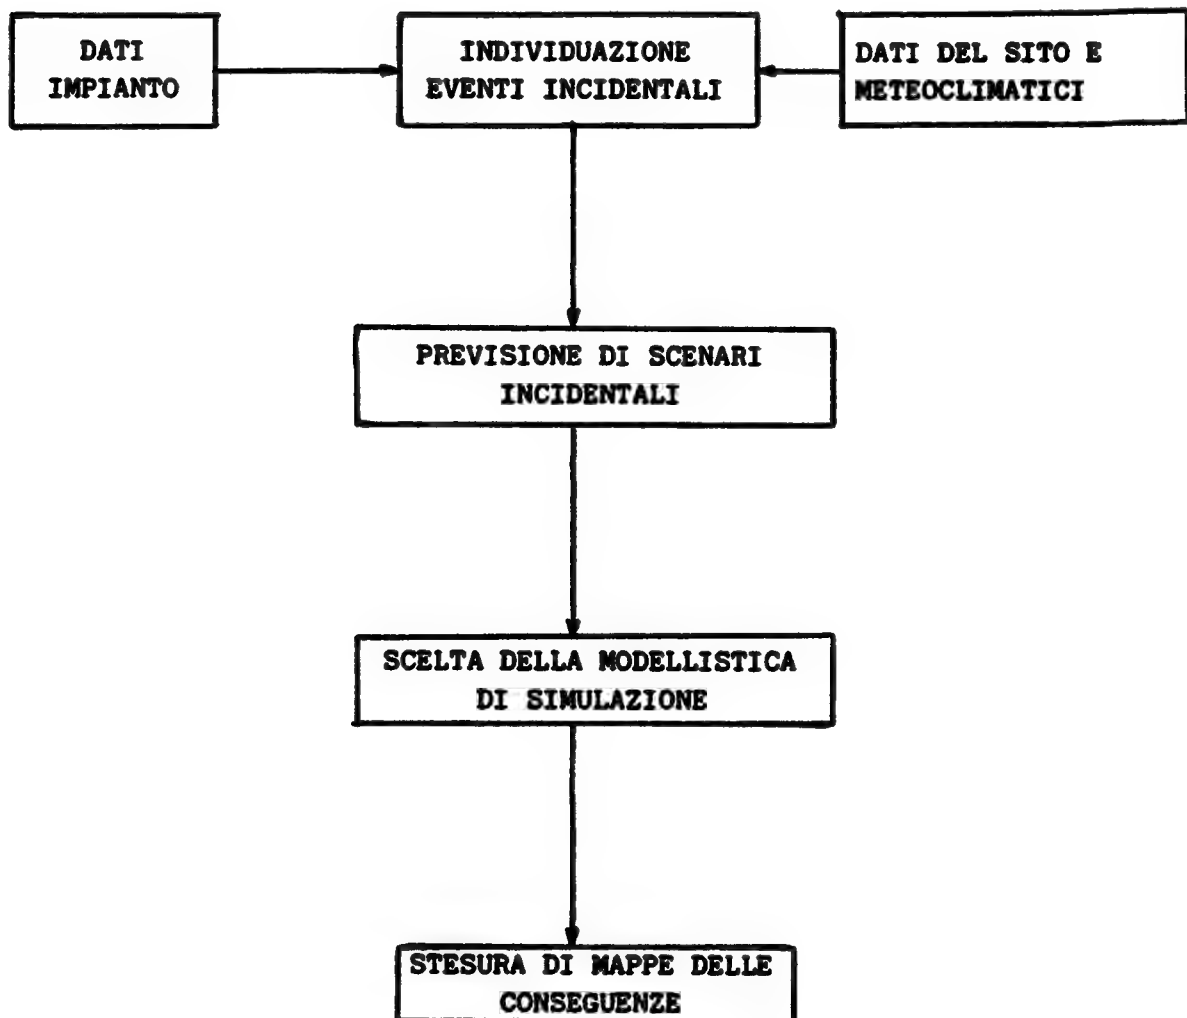 DATI
IMPIANTO
INDIVIDUAZIONE
EVENTI INCIDENTALI
DATI DEL SITO E
METEOCLIMATICI
PREVISIONE DI SCENARI
INCIDENTALI
SCELTA DELLA MODELLISTICA
DI SIMULAZIONE
STESURA DI MAPPE DELLE
CONSEGUENZE